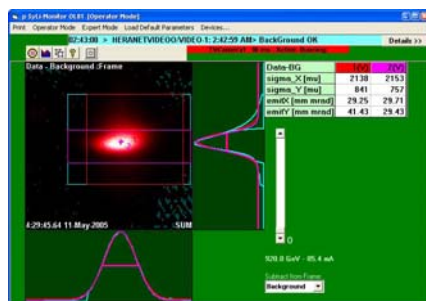 p SyLi-Monitor OL81 [Operator Mode]
Print Operator Mode Expert Mode Load Default Parameters Devices...
02:43:00 > HERANETVIDEOO/VIDEO-1: 2:42:59 AM> BackGround OK
Details >>
Data - Background :Frame
Data-BG
sigma_X [mu] 2138 2153
sigma_Y [mu] 841 757
emitX [mm mrad] 29.25 29.71
emitY [mm mrad] 41.43 29.43
4:29:45.64 11-May-2005 SUM
0
920.0 GeV - 85.4 mA
Subtract from Frame
Background